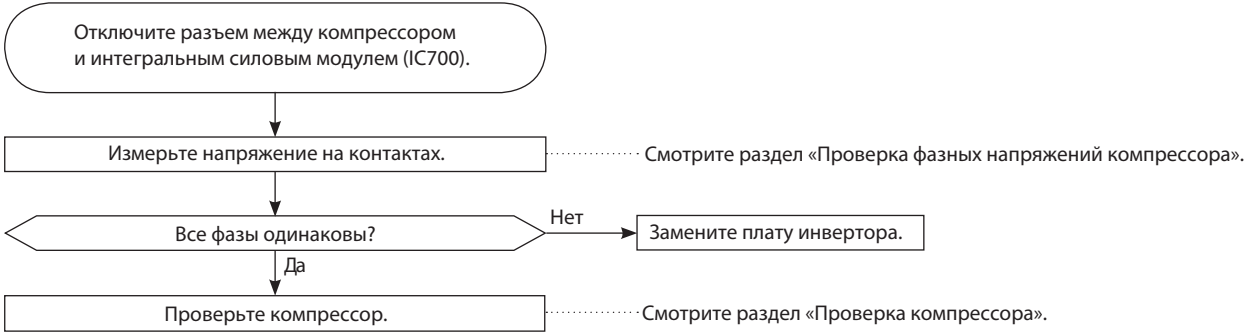 Отключите разъем между компрессором
и интегральным силовым модулем (IC700).
Измерьте напряжение на контактах.
Смотрите раздел «Проверка фазных напряжений компрессора».
Все фазы одинаковы?
Нет
Замените плату инвертора.
Да
Проверьте компрессор.
Смотрите раздел «Проверка компрессора».